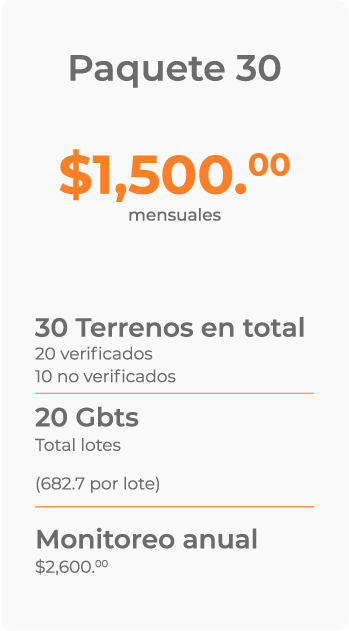 Paquete 30
$1,500.00
mensuales
30 Terrenos en total
20 verificados
10 no verificados
20 Gbts
Total lotes
(682.7 por lote)
Monitoreo anual
$2,600.00